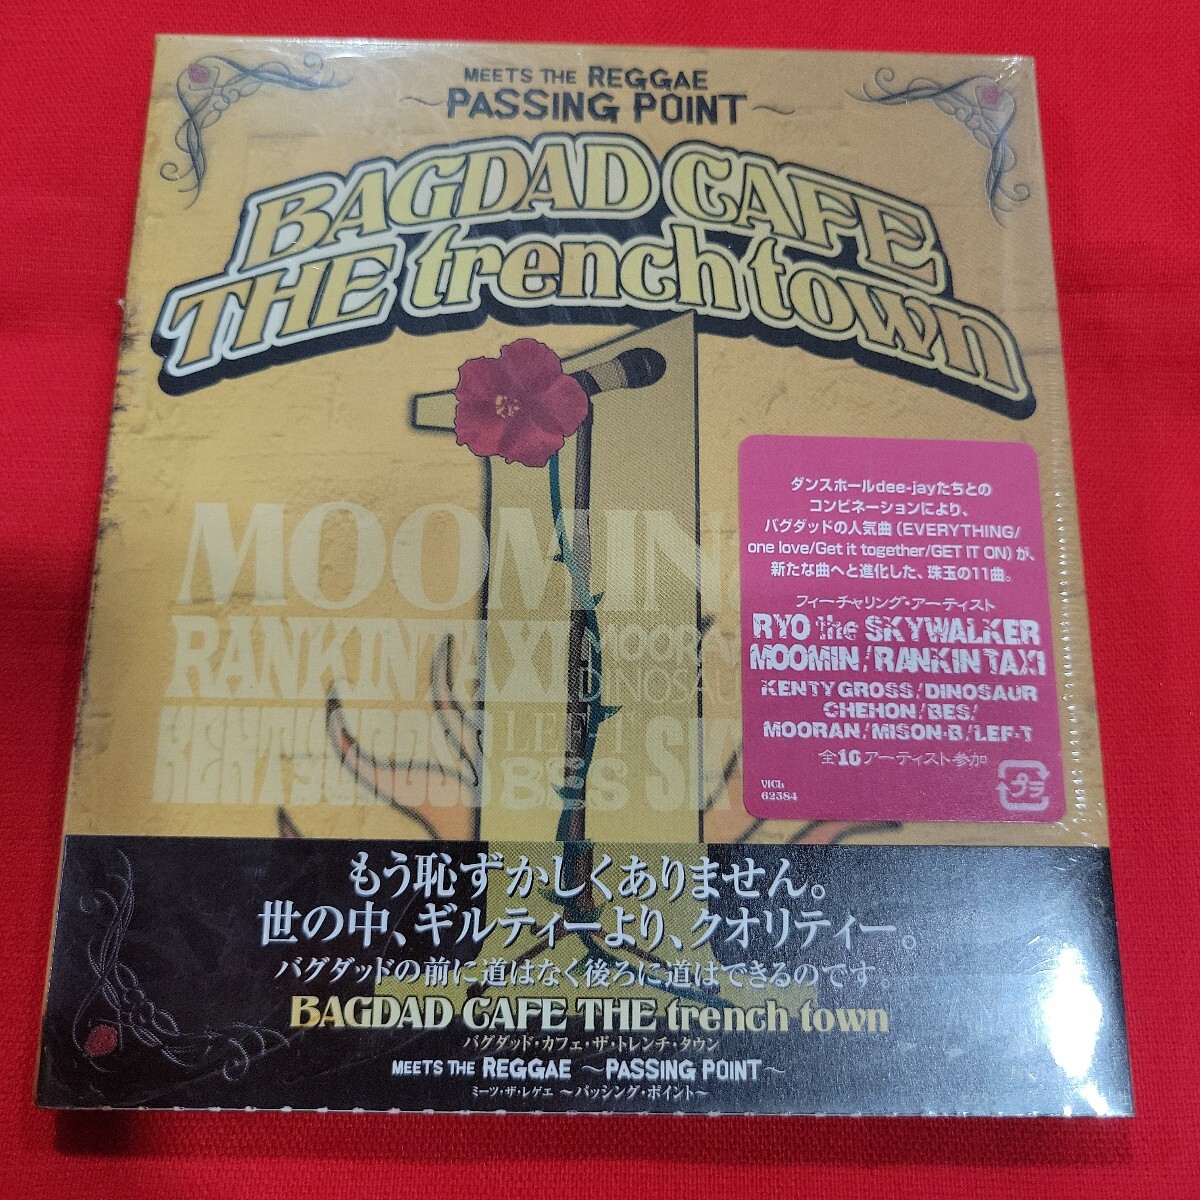 MEETS THE REGGAE
～PASSING POINT～
BAGDAD CAFE
THE trench town
MOOMIN
RANKIN TAXI
MOORAN
DINOSAUR
KENTY GROSS
LEF-T
BES
SK
ダンスホールdee-jayたちとの
コンビネーションにより、
バグダッドの人気曲（EVERYTHING/
one love/Get it together/GET IT ON）が、
新たな曲へと進化した、珠玉の11曲。
フィーチャリング・アーティスト
RYO the SKYWALKER
MOOMIN/RANKIN TAXI
KENTY GROSS/DINOSAUR
CHEHON/BES/
MOORAN/MISON-B/LEF-T
全10アーティスト参加
VICL
62584
プラ
もう恥ずかしくありません。
世の中、ギルティーより、クオリティー。
バグダッドの前に道はなく後ろに道はできるのです。
BAGDAD CAFE THE trench town
バグダッド・カフェ・ザ・トレンチ・タウン
MEETS THE REGGAE ～PASSING POINT～
ミーツ・ザ・レゲエ ～パッシング・ポイント～